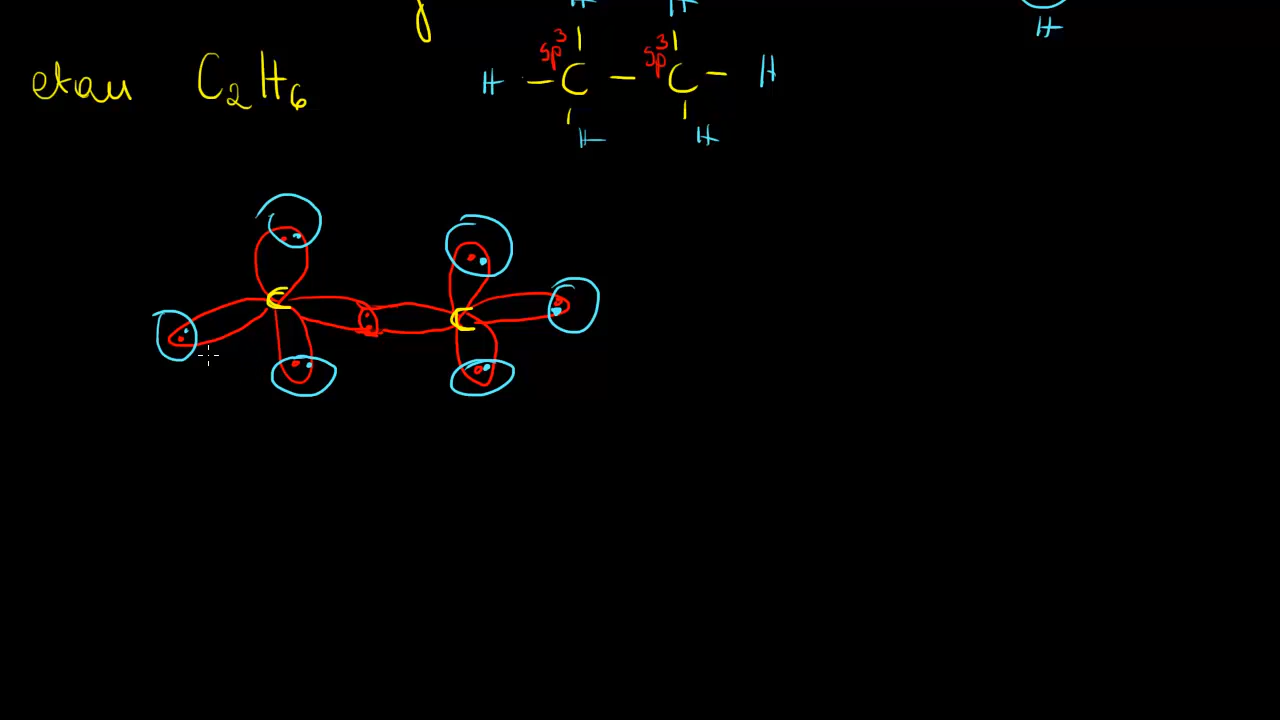 H H
H
sp³ sp³
etan C₂H₆ H – C – C – H
H H
C C